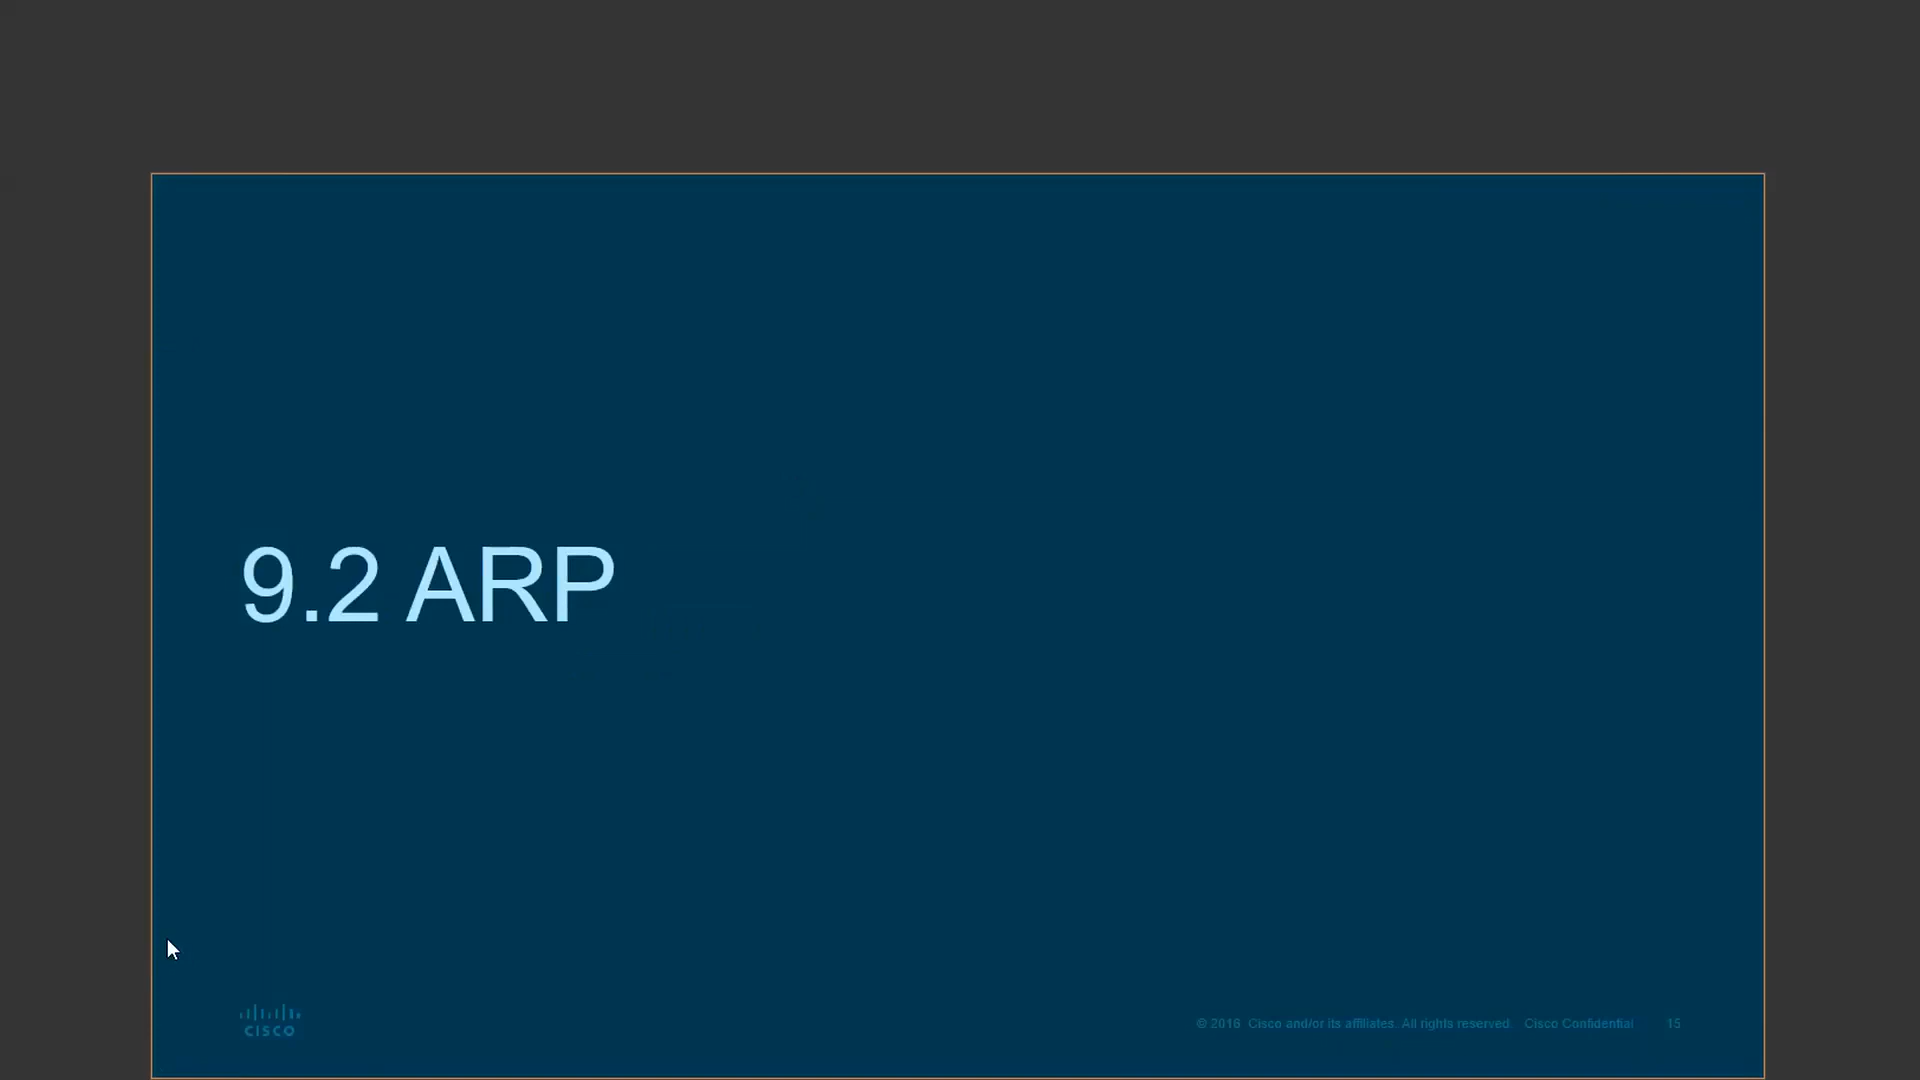 9.2 ARP
CISCO
© 2016 Cisco and/or its affiliates. All rights reserved. Cisco Confidential 15